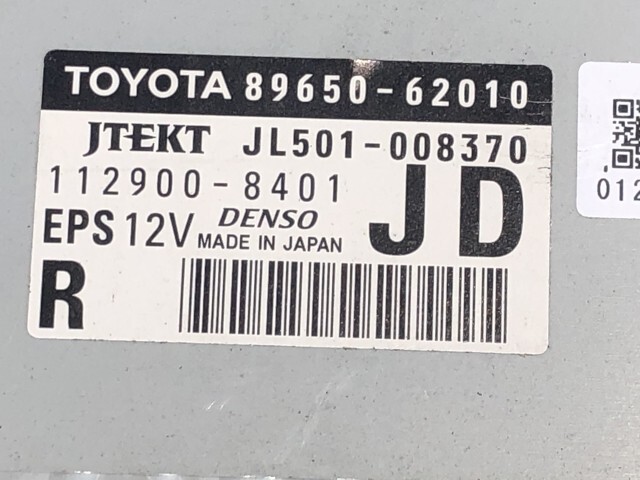 TOYOTA 89650-62010
JTEKT JL501-008370
112900-8401 JD
EPS 12V DENSO
MADE IN JAPAN
R
012